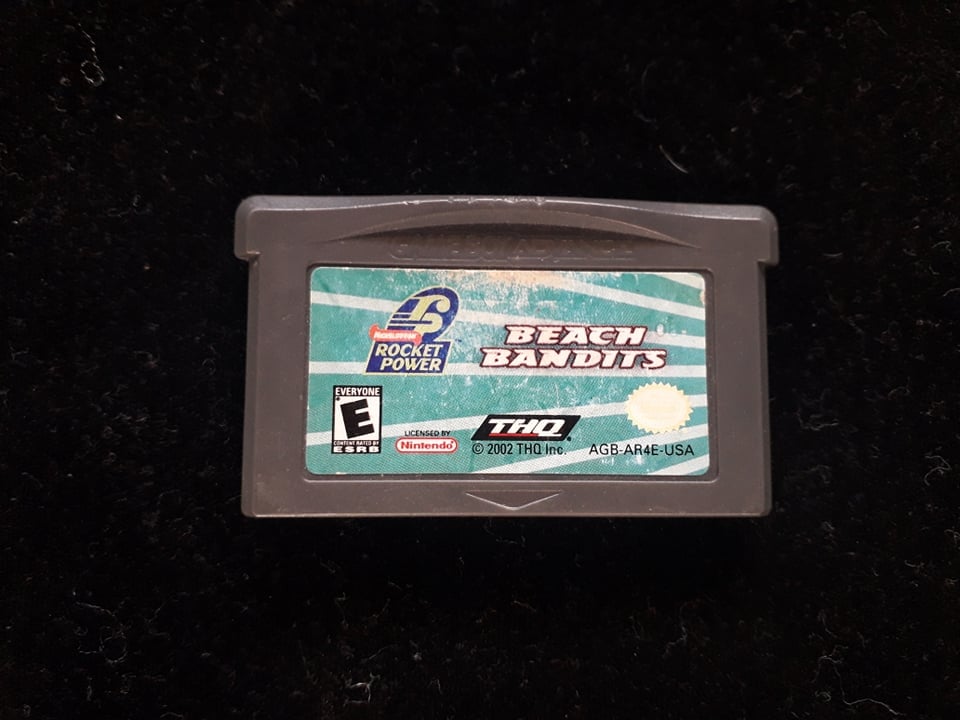 GAME BOY ADVANCE
NICKELODEON
ROCKET
POWER
BEACH
BANDITS
EVERYONE
E
CONTENT RATED BY
ESRB
LICENSED BY
Nintendo
THQ
© 2002 THQ Inc.
AGB-AR4E-USA